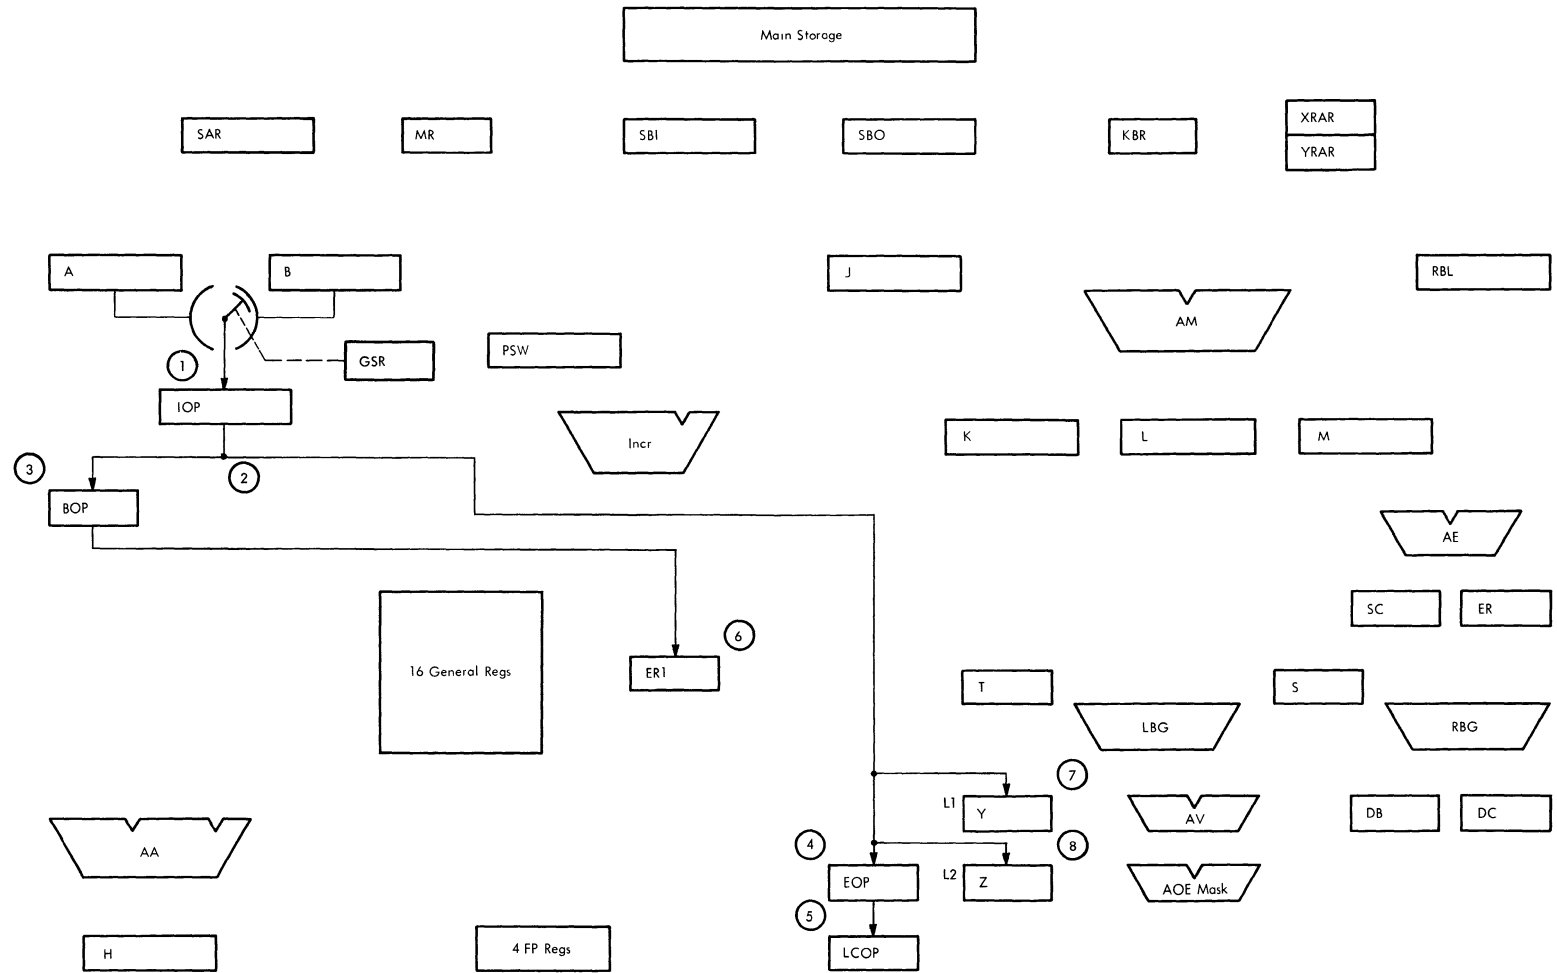 Main Storage
SAR
MR
SBI
SBO
KBR
XRAR
YRAR
A
B
J
RBL
AM
1
GSR
PSW
IOP
Incr
K
L
M
3
2
BOP
AE
SC
ER
16 General Regs
6
ER1
T
S
LBG
RBG
7
L1
Y
AV
DB
DC
AA
4
8
EOP
L2
Z
AOE Mask
5
H
4 FP Regs
LCOP